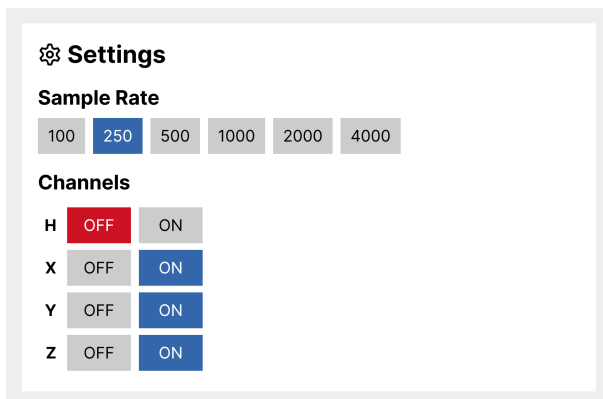 Settings
Sample Rate
100 250 500 1000 2000 4000
Channels
H OFF ON
X OFF ON
Y OFF ON
Z OFF ON